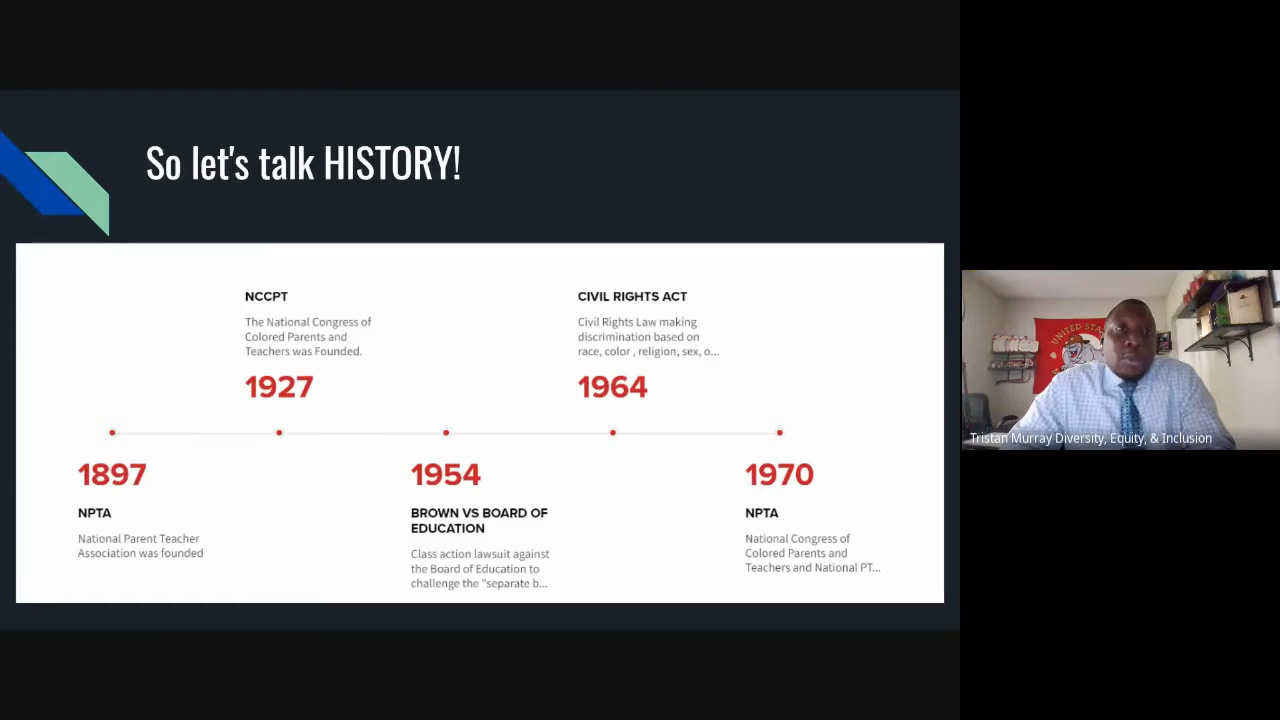 So let's talk HISTORY!
NCCPT
The National Congress of
Colored Parents and
Teachers was Founded.
1927
CIVIL RIGHTS ACT
Civil Rights Law making
discrimination based on
race, color , religion, sex, o...
1964
1897
NPTA
National Parent Teacher
Association was founded
1954
BROWN VS BOARD OF
EDUCATION
Class action lawsuit against
the Board of Education to
challenge the "separate b...
1970
NPTA
National Congress of
Colored Parents and
Teachers and National PT...
UNITED STA
Tristan Murray Diversity, Equity, & Inclusion